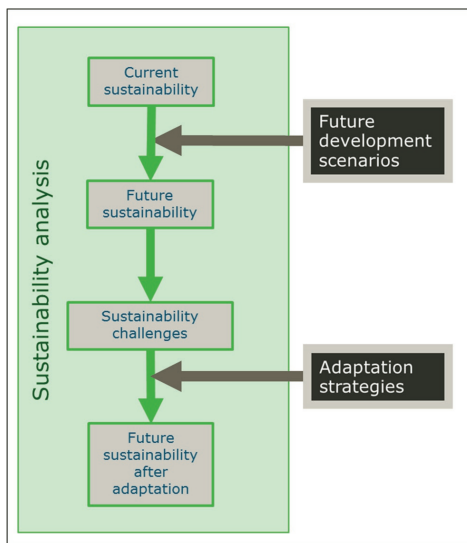 Sustainability analysis
Current
sustainability
Future
development
scenarios
Future
sustainability
Sustainability
challenges
Adaptation
strategies
Future
sustainability
after
adaptation